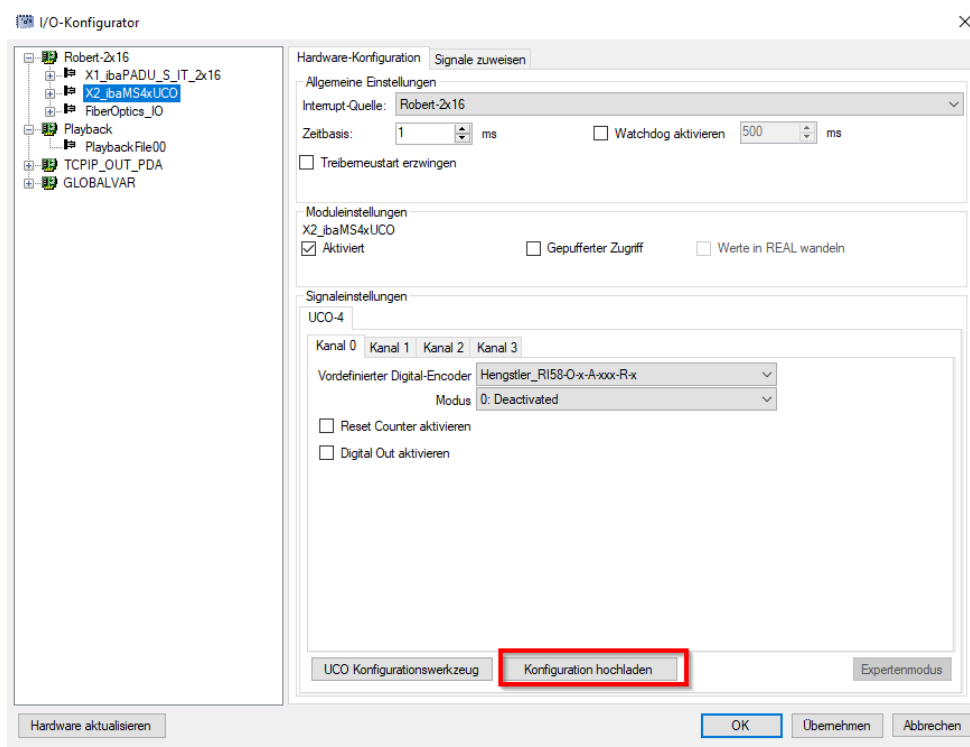 I/O-Konfigurator
Robert-2x16
X1_ibaPADU_S_IT_2x16
X2_ibaMS4xUCO
FiberOptics_IO
Playback
PlaybackFile00
TCPIP_OUT_PDA
GLOBALVAR
Hardware-Konfiguration Signale zuweisen
Allgemeine Einstellungen
Interrupt-Quelle: Robert-2x16
Zeitbasis: 1 ms Watchdog aktivieren 500 ms
Treiberneustart erzwingen
Moduleinstellungen
X2_ibaMS4xUCO
Aktiviert Gepufferter Zugriff Werte in REAL wandeln
Signaleinstellungen
UCO-4
Kanal 0 Kanal 1 Kanal 2 Kanal 3
Vordefinierter Digital-Encoder Hengstler_RI58-O-x-A-xxx-R-x
Modus 0: Deactivated
Reset Counter aktivieren
Digital Out aktivieren
UCO Konfigurationswerkzeug Konfiguration hochladen Expertenmodus
Hardware aktualisieren OK Übernehmen Abbrechen